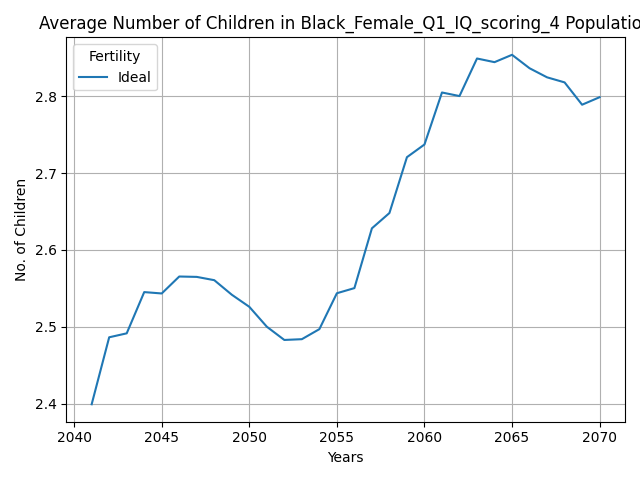 Average Number of Children in Black_Female_Q1_IQ_scoring_4 Populatio
Fertility
Ideal
No. of Children
2.8
2.7
2.6
2.5
2.4
2040 2045 2050 2055 2060 2065 2070
Years